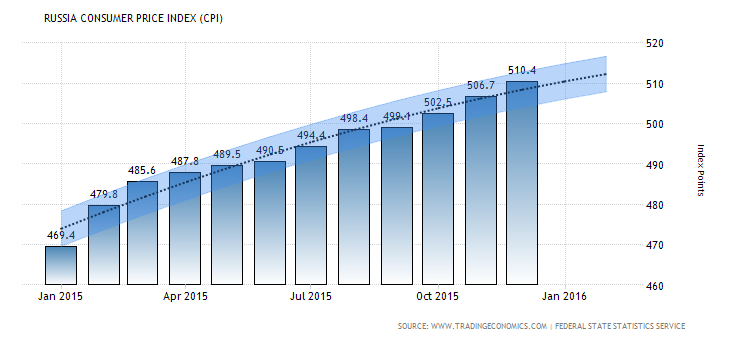 RUSSIA CONSUMER PRICE INDEX (CPI)
520
510.4
506.7
510
502.5
498.4
499.1
500
494.4
489.5
490.5
487.8
485.6
490
479.8
480
469.4
470
460
Index Points
Jan 2015
Apr 2015
Jul 2015
Oct 2015
Jan 2016
SOURCE: WWW.TRADINGECONOMICS.COM | FEDERAL STATE STATISTICS SERVICE